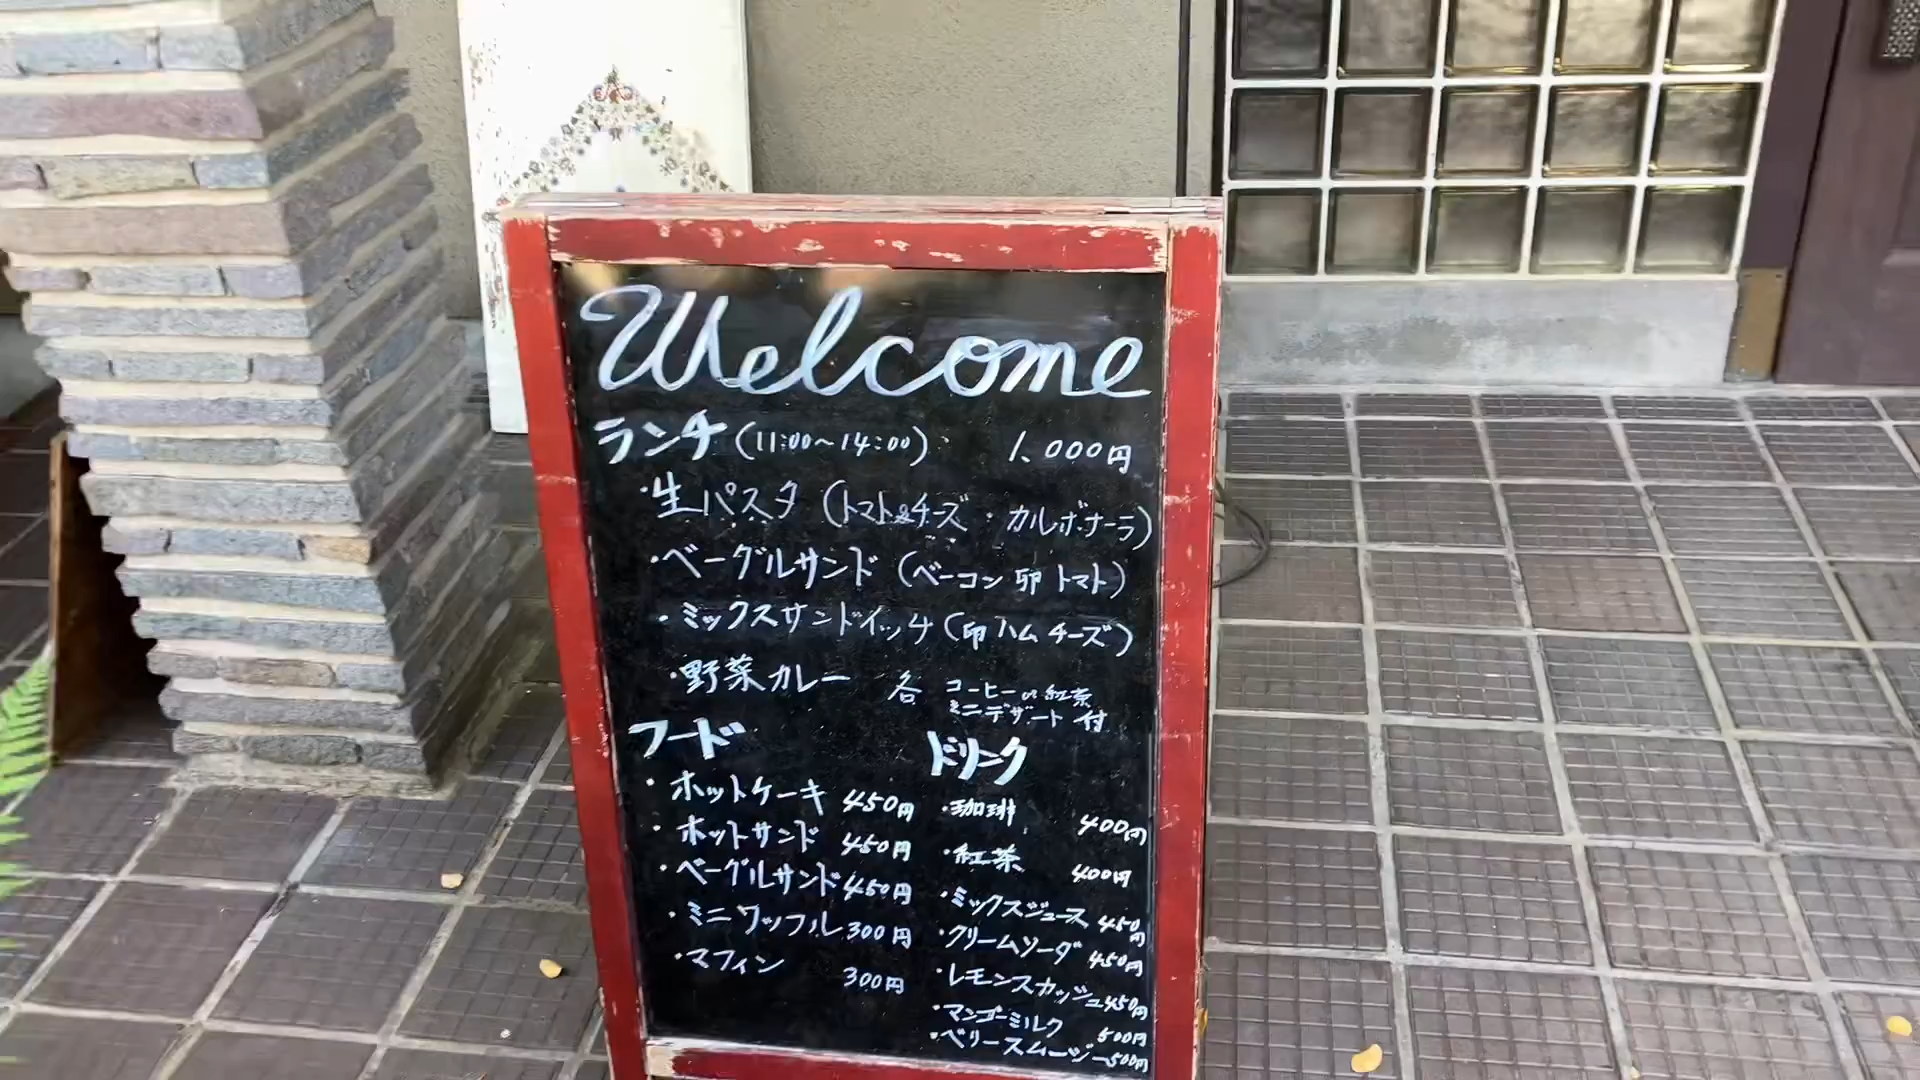 Welcome
ランチ(11:00~14:00) 1,000円
・生パスタ(トマト&チーズ・カルボナーラ)
・ベーグルサンド(ベーコン 卵 トマト)
・ミックスサンドイッチ(卵 ハム チーズ)
・野菜カレー 各 コーヒー or 紅茶
ミニデザート 付
フード
・ホットケーキ 450円
・ホットサンド 450円
・ベーグルサンド 450円
・ミニワッフル 300円
・マフィン 300円
ドリンク
・珈琲 400円
・紅茶 400円
・ミックスジュース 450円
・クリームソーダ 450円
・レモンスカッシュ 450円
・マンゴーミルク 500円
・ベリースムージー 500円